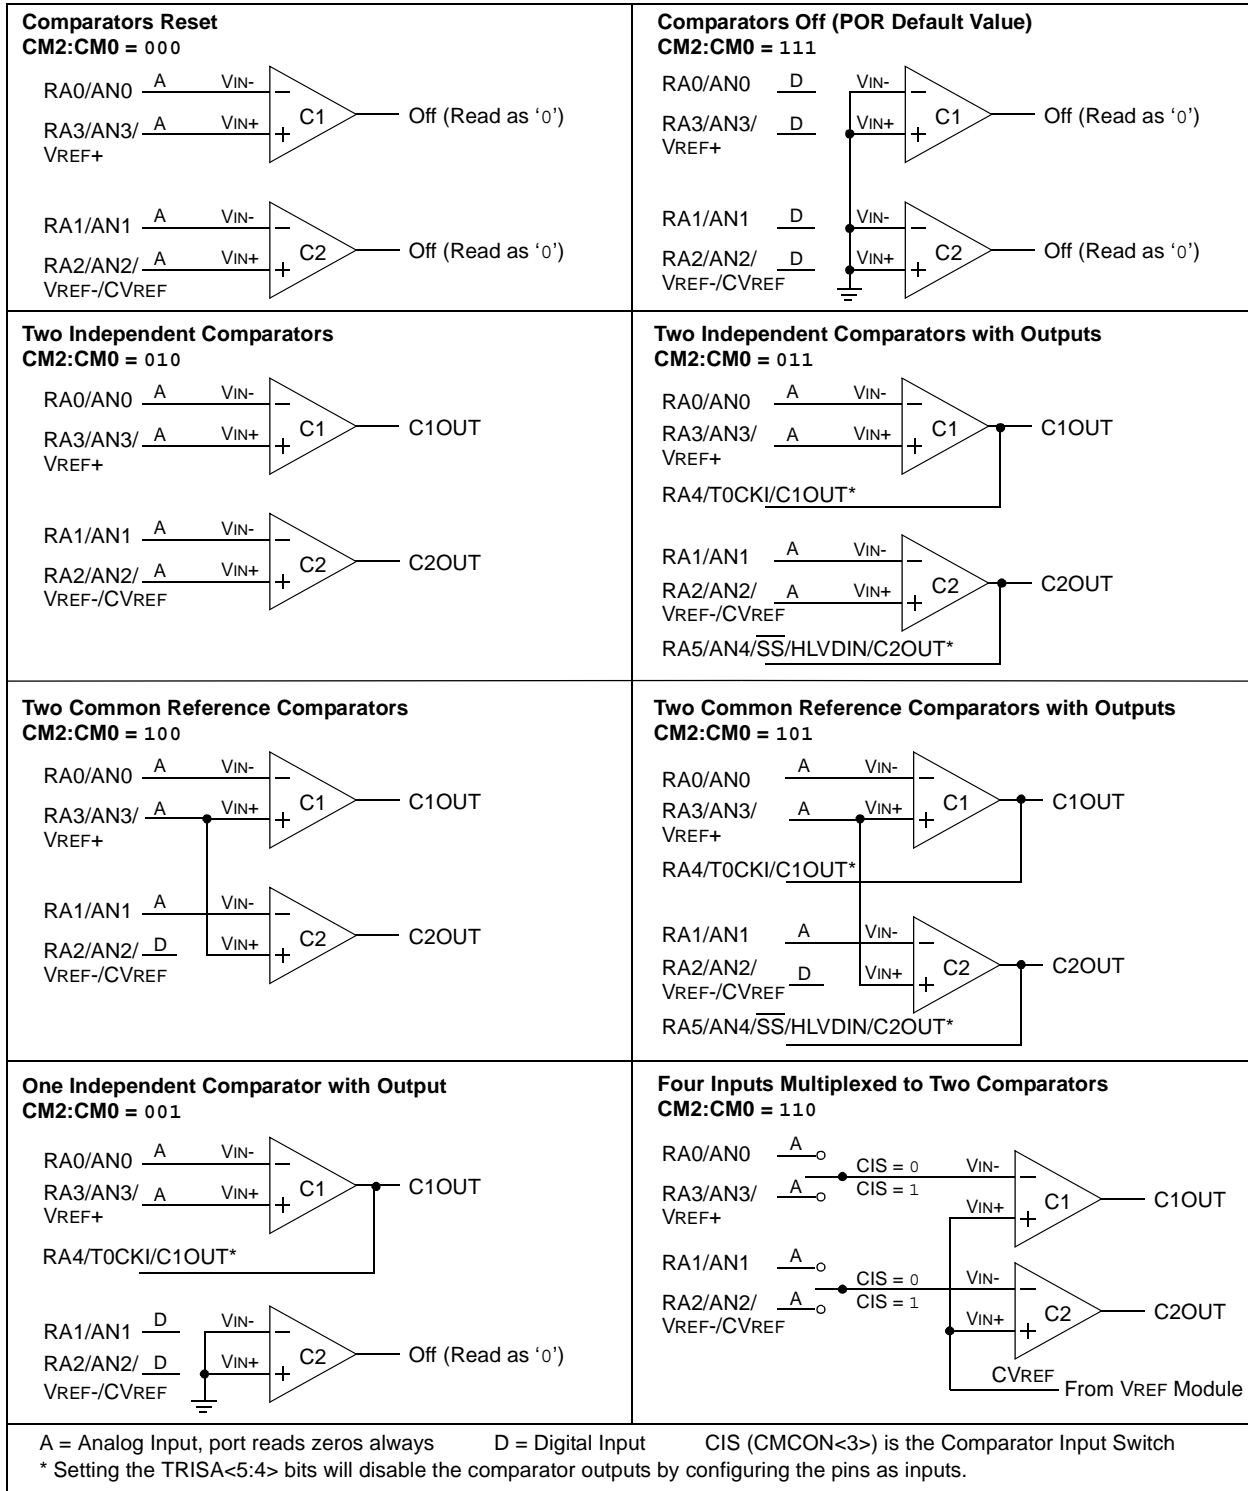 Comparators Reset
CM2:CM0 = 000
RA0/AN0 A VIN-
C1 Off (Read as ‘0’)
RA3/AN3/ A VIN+
VREF+
RA1/AN1 A VIN-
C2 Off (Read as ‘0’)
RA2/AN2/ A VIN+
VREF-/CVREF
Comparators Off (POR Default Value)
CM2:CM0 = 111
RA0/AN0 D VIN-
C1 Off (Read as ‘0’)
RA3/AN3/ D VIN+
VREF+
RA1/AN1 D VIN-
C2 Off (Read as ‘0’)
RA2/AN2/ D VIN+
VREF-/CVREF
Two Independent Comparators
CM2:CM0 = 010
RA0/AN0 A VIN-
C1 C1OUT
RA3/AN3/ A VIN+
VREF+
RA1/AN1 A VIN-
C2 C2OUT
RA2/AN2/ A VIN+
VREF-/CVREF
Two Independent Comparators with Outputs
CM2:CM0 = 011
RA0/AN0 A VIN-
C1 C1OUT
RA3/AN3/ A VIN+
VREF+
RA4/T0CKI/C1OUT*
RA1/AN1 A VIN-
C2 C2OUT
RA2/AN2/ A VIN+
VREF-/CVREF
RA5/AN4/SS/HLVDIN/C2OUT*
Two Common Reference Comparators
CM2:CM0 = 100
RA0/AN0 A VIN-
C1 C1OUT
RA3/AN3/ A VIN+
VREF+
RA1/AN1 A VIN-
C2 C2OUT
RA2/AN2/ D VIN+
VREF-/CVREF
Two Common Reference Comparators with Outputs
CM2:CM0 = 101
RA0/AN0 A VIN-
C1 C1OUT
RA3/AN3/ A VIN+
VREF+
RA4/T0CKI/C1OUT*
RA1/AN1 A VIN-
C2 C2OUT
RA2/AN2/ D VIN+
VREF-/CVREF
RA5/AN4/SS/HLVDIN/C2OUT*
One Independent Comparator with Output
CM2:CM0 = 001
RA0/AN0 A VIN-
C1 C1OUT
RA3/AN3/ A VIN+
VREF+
RA4/T0CKI/C1OUT*
RA1/AN1 D VIN-
C2 Off (Read as ‘0’)
RA2/AN2/ D VIN+
VREF-/CVREF
Four Inputs Multiplexed to Two Comparators
CM2:CM0 = 110
RA0/AN0 A
CIS = 0 VIN-
RA3/AN3/ A CIS = 1
C1 C1OUT
VREF+ VIN+
RA1/AN1 A
CIS = 0 VIN-
RA2/AN2/ A CIS = 1
C2 C2OUT
VREF-/CVREF VIN+
CVREF
From VREF Module
A = Analog Input, port reads zeros always D = Digital Input CIS (CMCON<3>) is the Comparator Input Switch
* Setting the TRISA<5:4> bits will disable the comparator outputs by configuring the pins as inputs.